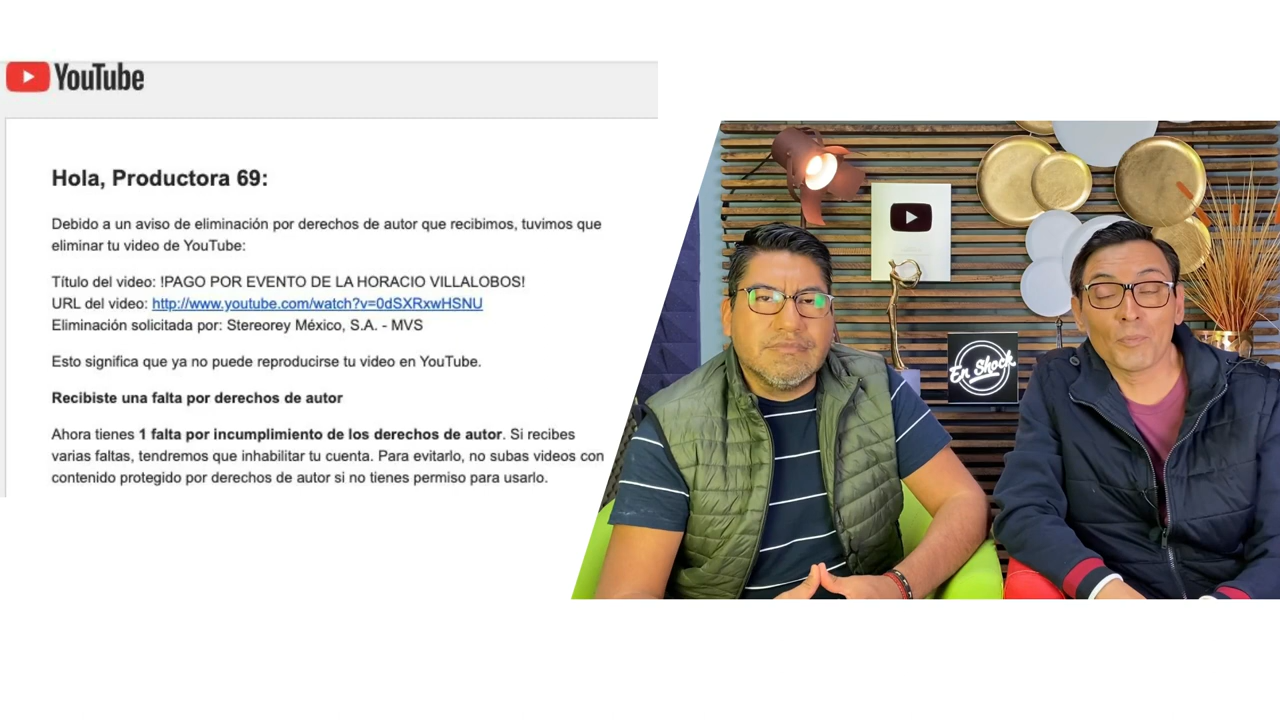 YouTube
Hola, Productora 69:
Debido a un aviso de eliminación por derechos de autor que recibimos, tuvimos que
eliminar tu video de YouTube:
Título del video: !PAGO POR EVENTO DE LA HORACIO VILLALOBOS!
URL del video: http://www.youtube.com/watch?v=0dSXRxwHSNU
Eliminación solicitada por: Stereorey México, S.A. - MVS
Esto significa que ya no puede reproducirse tu video en YouTube.
Recibiste una falta por derechos de autor
Ahora tienes 1 falta por incumplimiento de los derechos de autor. Si recibes
varias faltas, tendremos que inhabilitar tu cuenta. Para evitarlo, no subas videos con
contenido protegido por derechos de autor si no tienes permiso para usarlo.
En Shock